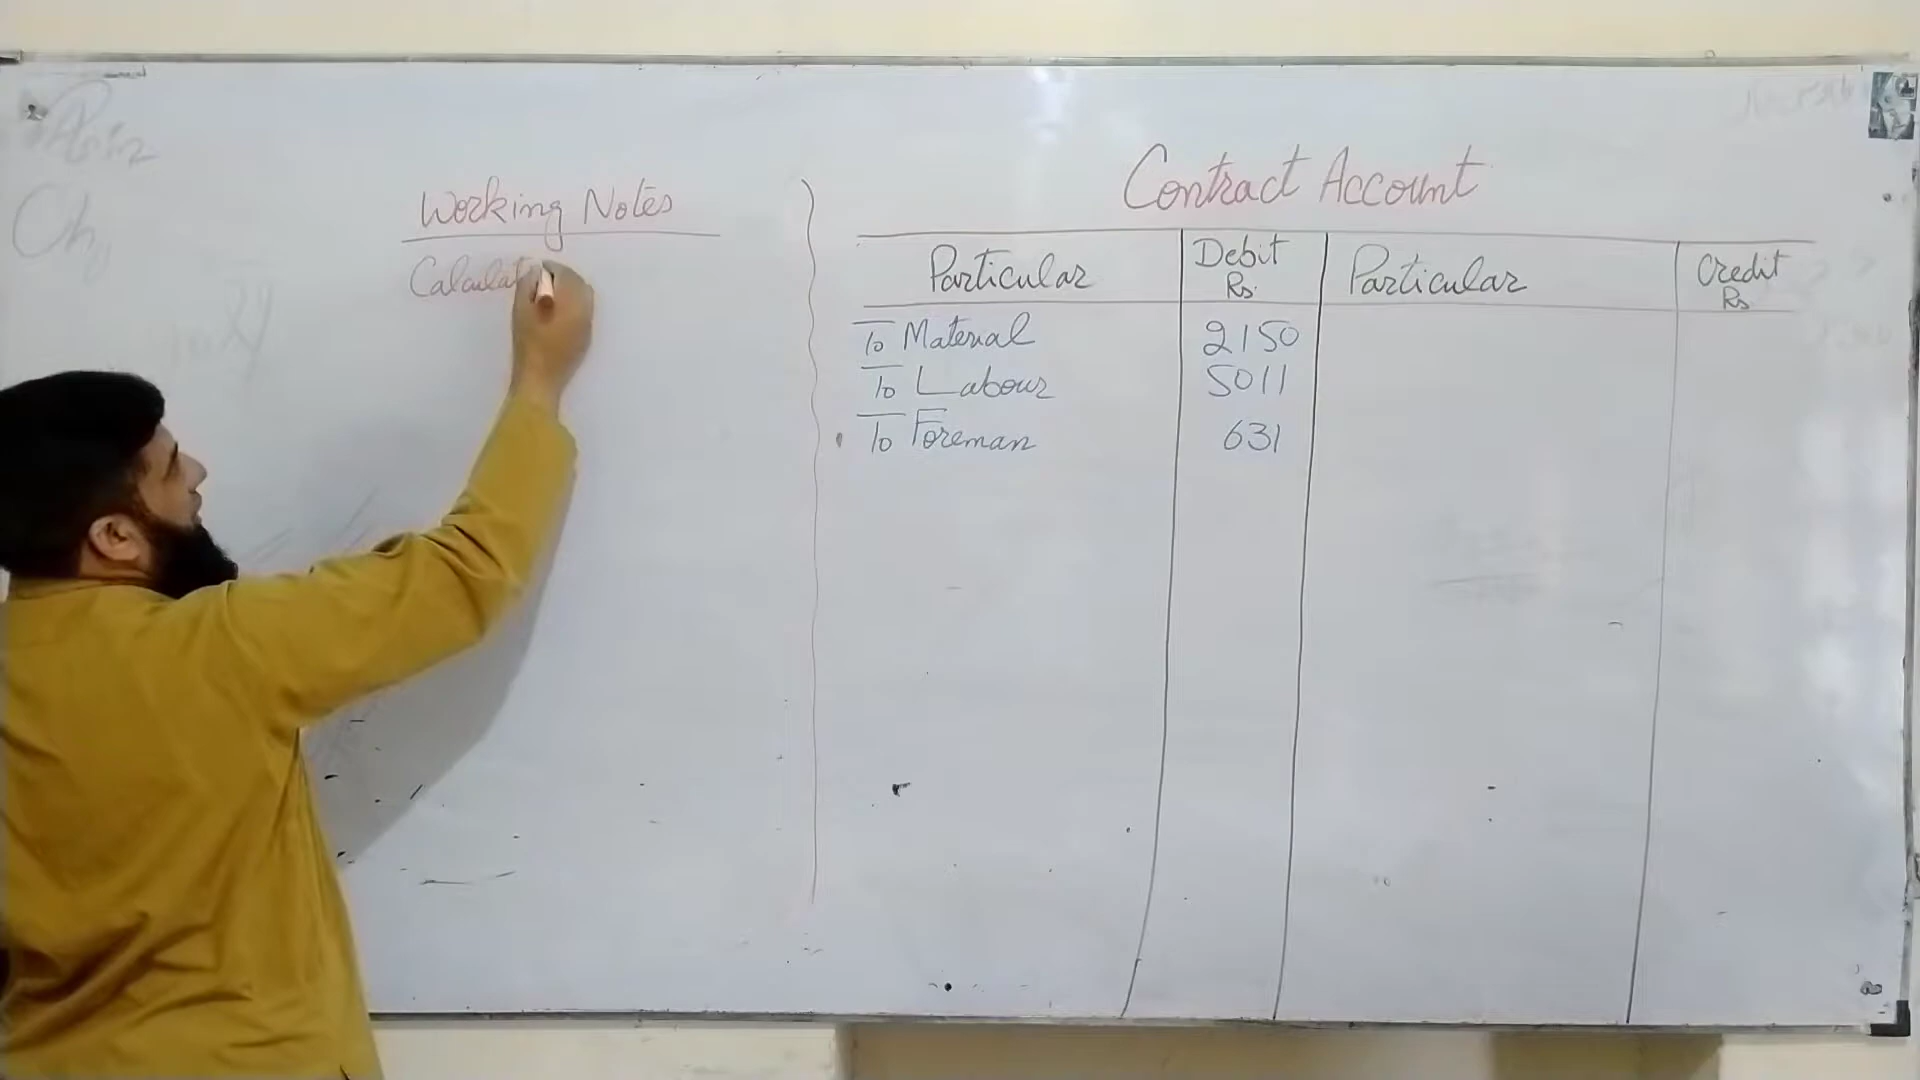 Working Notes
Calculat
Contract Account
Particular Debit Rs. Particular Credit Rs
To Material 2150
To Labour 5011
To Foreman 631